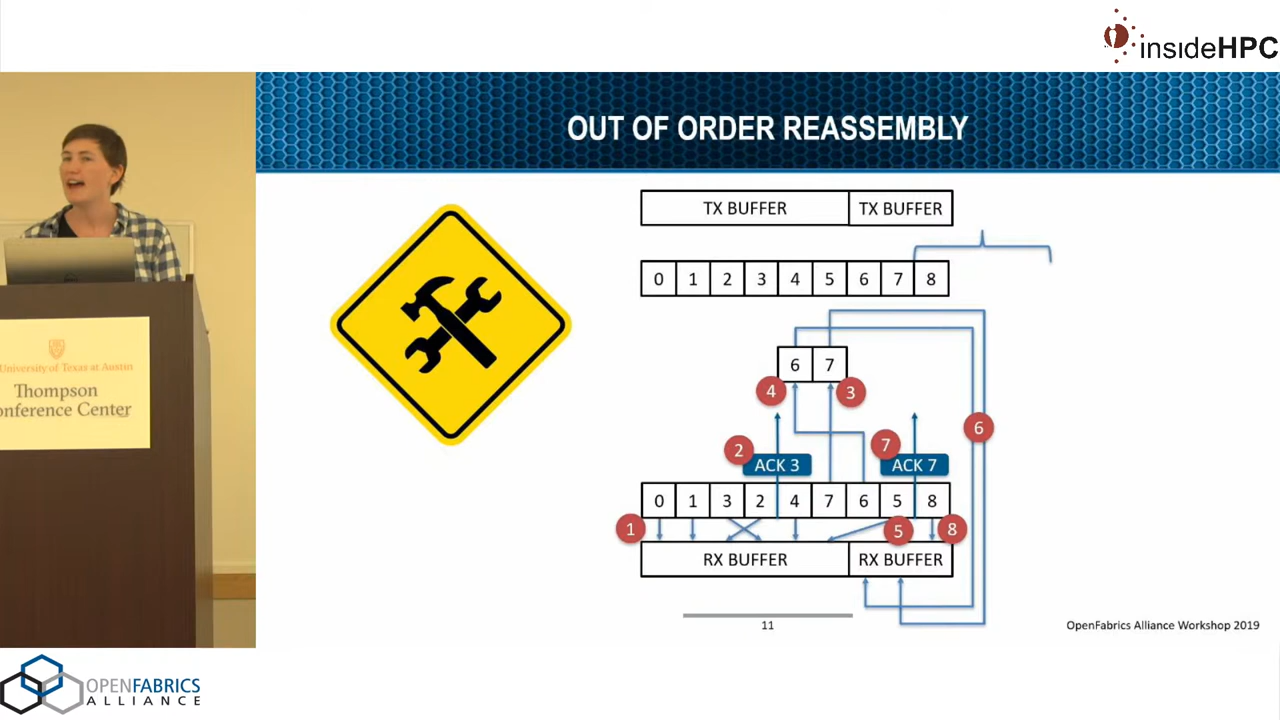 insideHPC
OUT OF ORDER REASSEMBLY
TX BUFFER TX BUFFER
0 1 2 3 4 5 6 7 8
6 7
4 3
6
2 7
ACK 3 ACK 7
0 1 3 2 4 7 6 5 8
1 5 8
RX BUFFER RX BUFFER
11
OpenFabrics Alliance Workshop 2019
University of Texas at Austin
Thompson
onference Center
OPENFABRICS
ALLIANCE